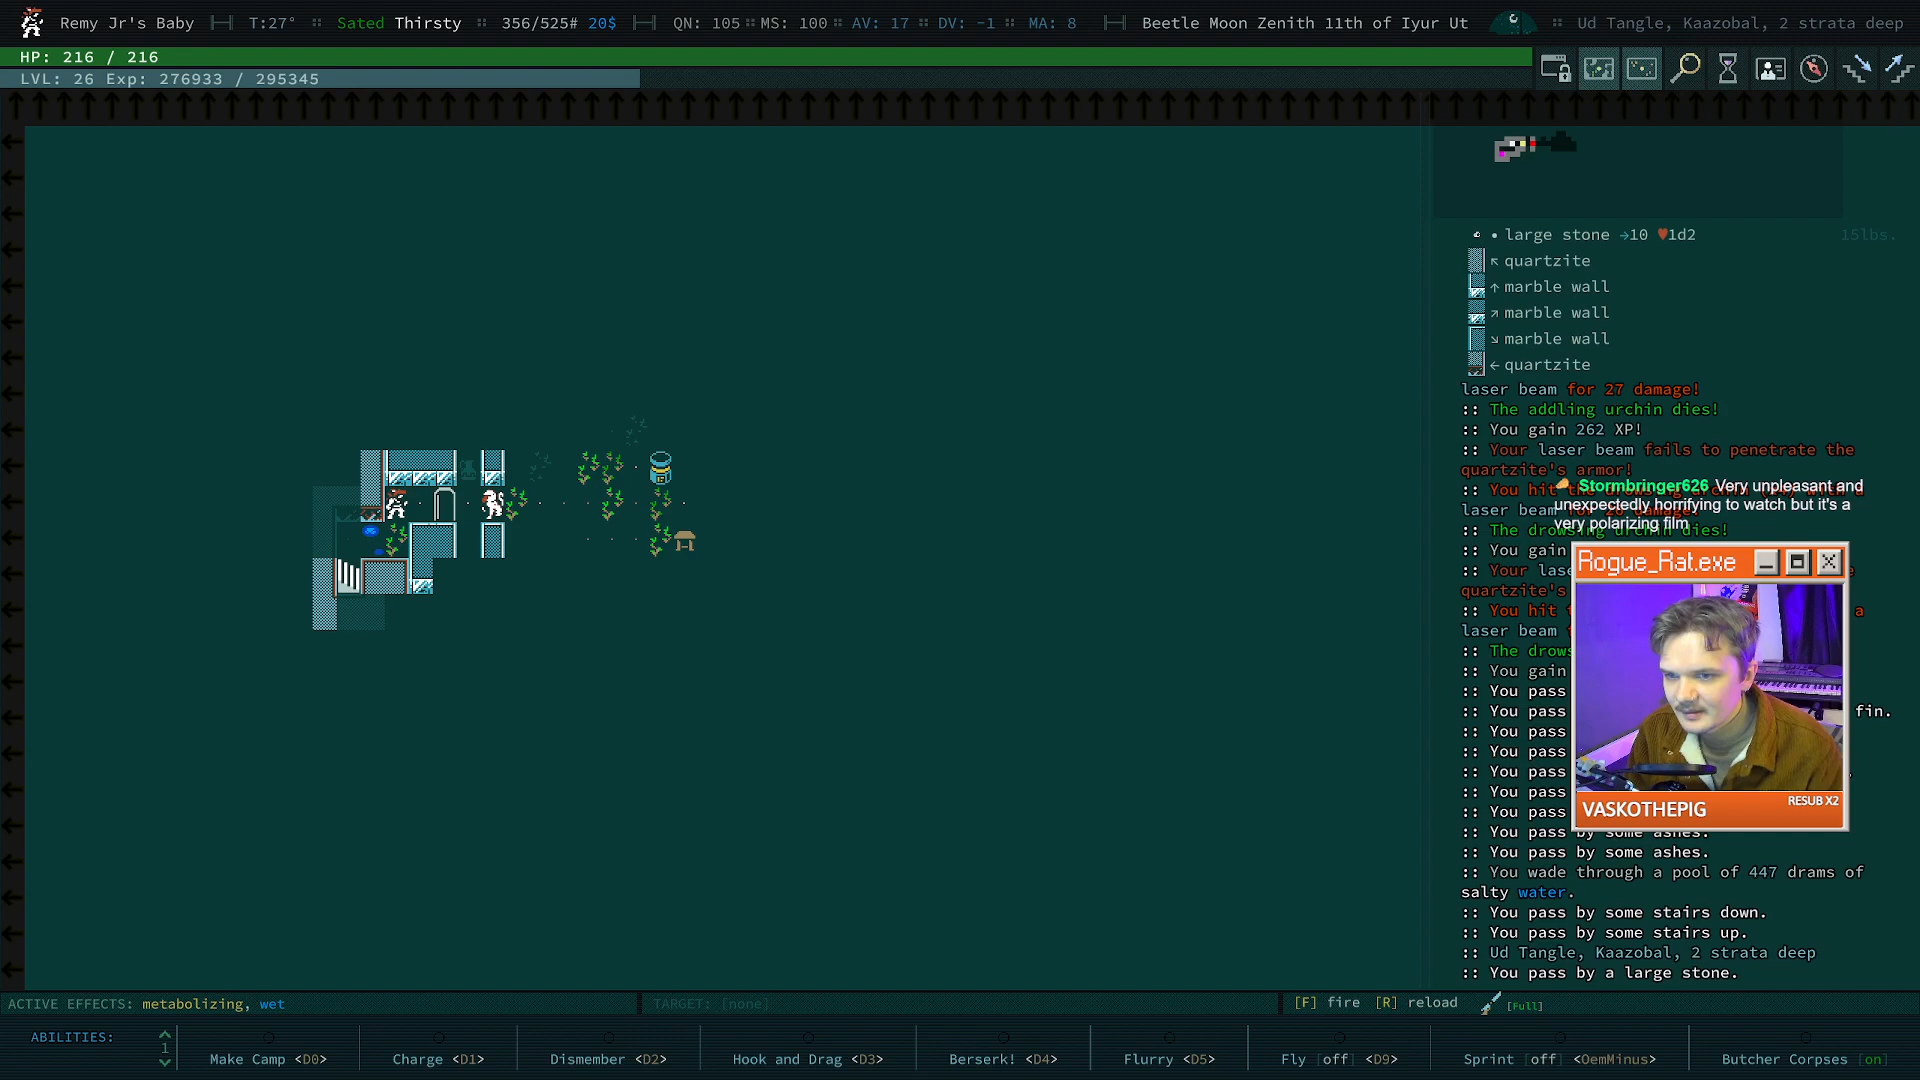 Remy Jr's Baby T:27° :: Sated Thirsty :: 356/525# 20$ QN: 105 :: MS: 100 :: AV: 17 :: DV: -1 :: MA: 8 Beetle Moon Zenith 11th of Iyur Ut :: Ud Tangle, Kaazobal, 2 strata deep
HP: 216 / 216
LVL: 26 Exp: 276933 / 295345
large stone →10 ♥1d2 15lbs.
↖ quartzite
↑ marble wall
↗ marble wall
↘ marble wall
← quartzite
laser beam for 27 damage!
:: The addling urchin dies!
:: You gain 262 XP!
:: Your laser beam fails to penetrate the
quartzite's armor!
:: You hit the
Stormbringer626 Very unpleasant and
unexpectedly horrifying to watch but it's a
very polarizing film
laser beam
:: The drowsing urchin dies!
:: You gain
:: Your
quartzite's
:: You hit a
laser beam
:: The
:: You gain
:: You pass
:: You pass fin.
:: You pass
:: You pass
:: You pass
:: You pass
:: You pass
:: You pass by some ashes.
:: You pass by some ashes.
:: You wade through a pool of 447 drams of
salty water.
:: You pass by some stairs down.
:: You pass by some stairs up.
:: Ud Tangle, Kaazobal, 2 strata deep
:: You pass by a large stone.
Rogue_Rat.exe
VASKOTHEPIG RESUB X2
ACTIVE EFFECTS: metabolizing, wet TARGET: [none] [F] fire [R] reload [Full]
ABILITIES: 1 Make Camp <D0> Charge <D1> Dismember <D2> Hook and Drag <D3> Berserk! <D4> Flurry <D5> Fly [off] <D9> Sprint [off] <OemMinus> Butcher Corpses [on]